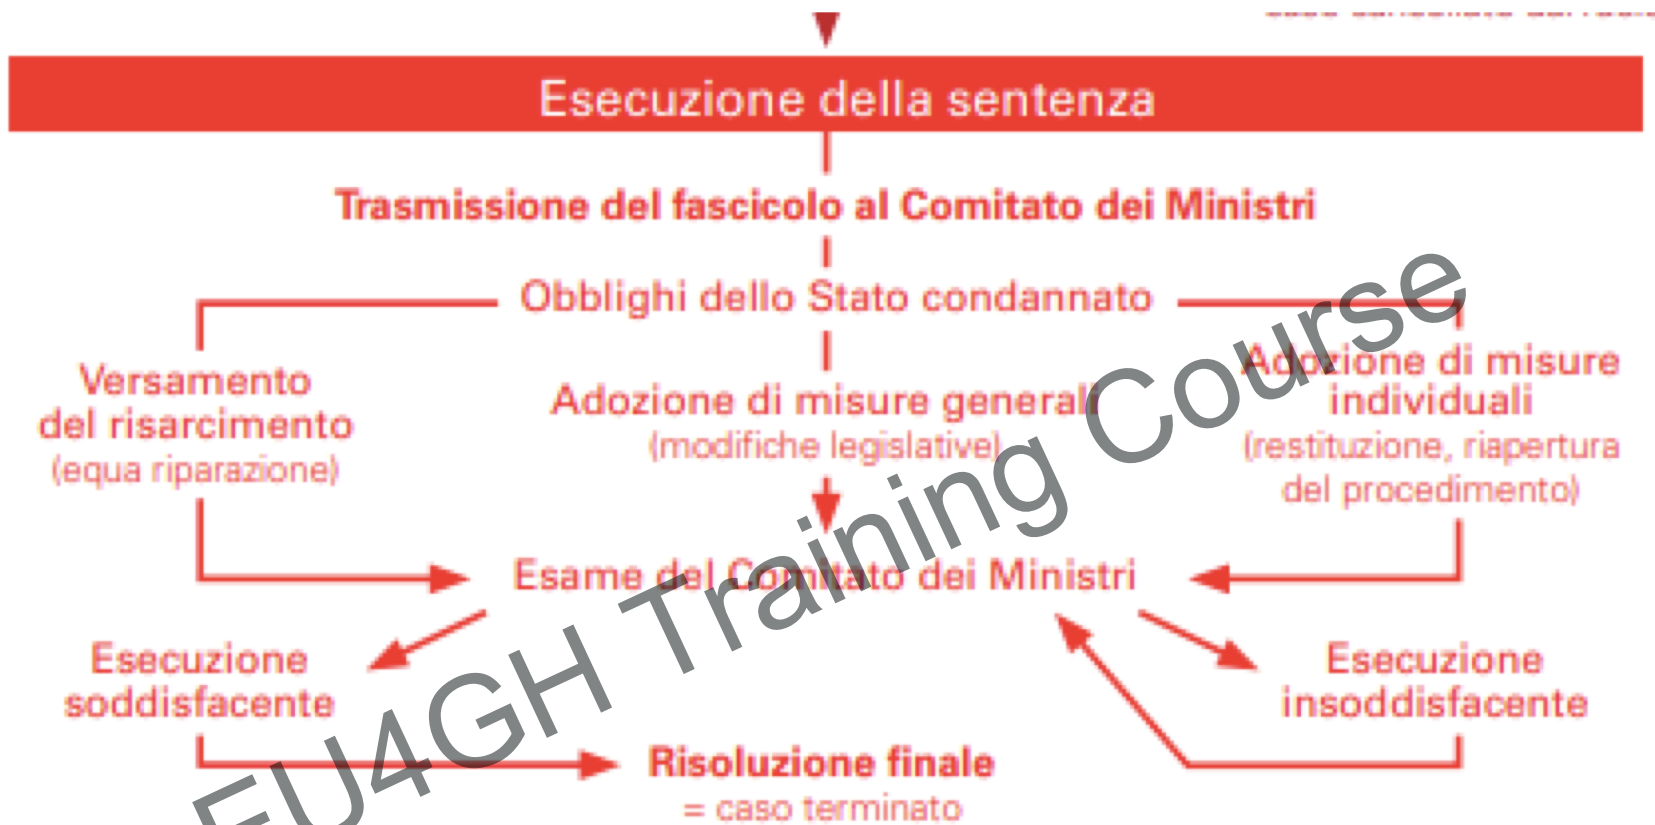 Esecuzione della sentenza
Trasmissione del fascicolo al Comitato dei Ministri
Obblighi dello Stato condannato
Versamento
del risarcimento
(equa riparazione)
Adozione di misure generali
(modifiche legislative)
Adozione di misure
individuali
(restituzione, riapertura
del procedimento)
Esame del Comitato dei Ministri
Esecuzione
soddisfacente
Esecuzione
insoddisfacente
Risoluzione finale
= caso terminato
EU4GH Training Course